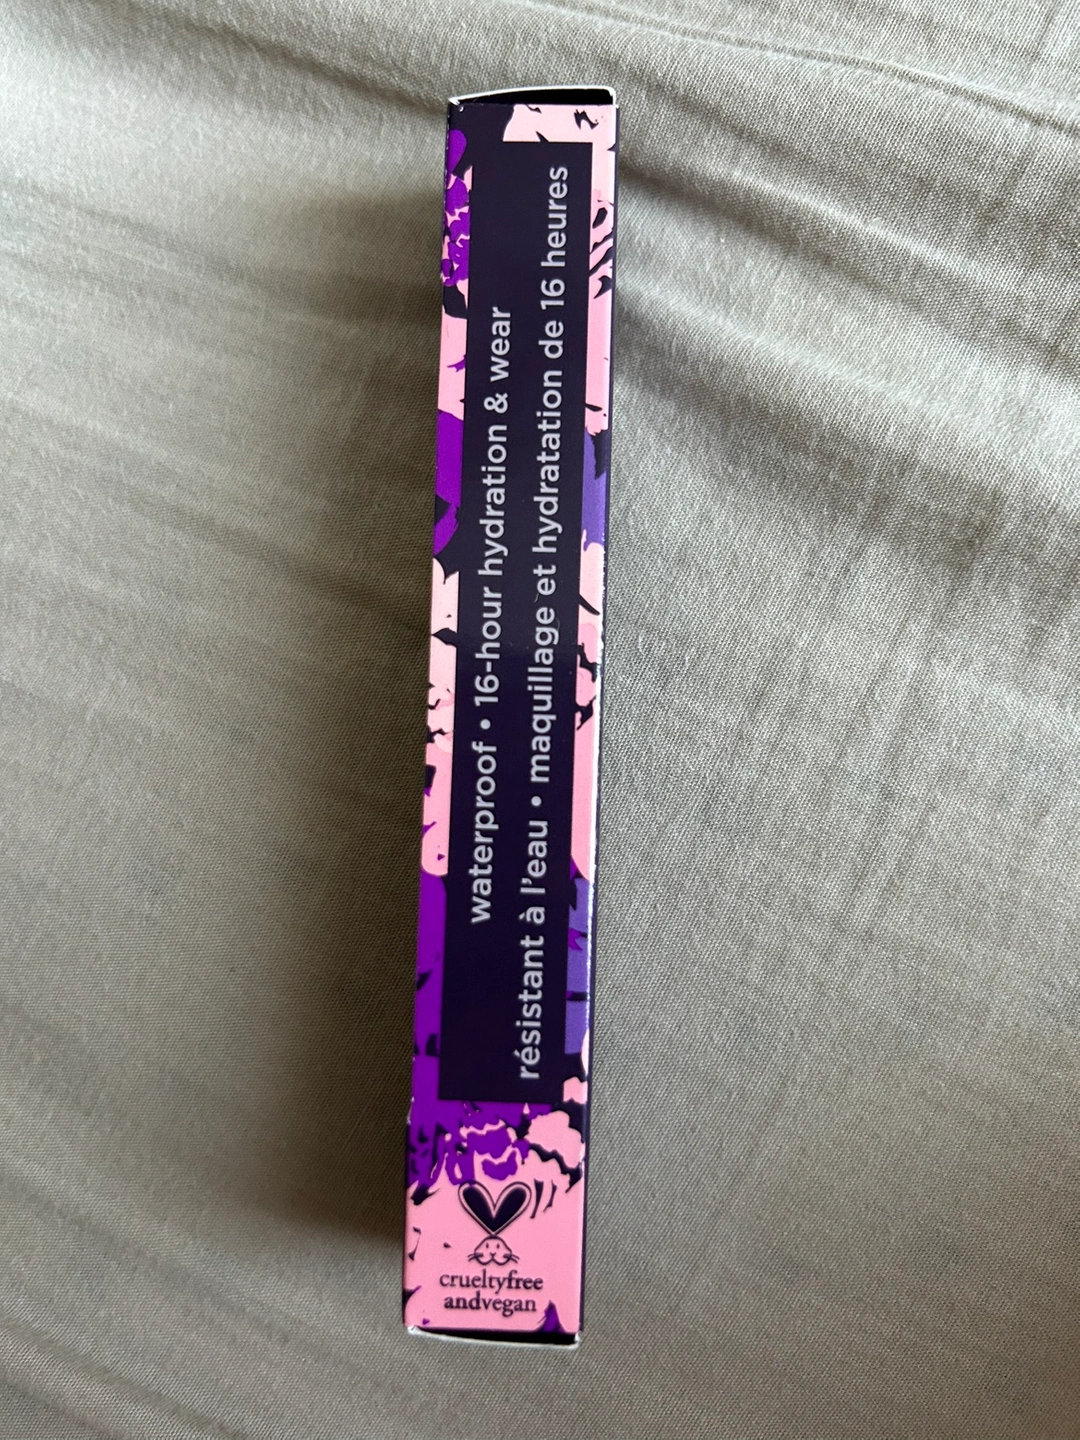 waterproof • 16-hour hydration & wear
résistant à l'eau • maquillage et hydratation de 16 heures
crueltyfree
andvegan